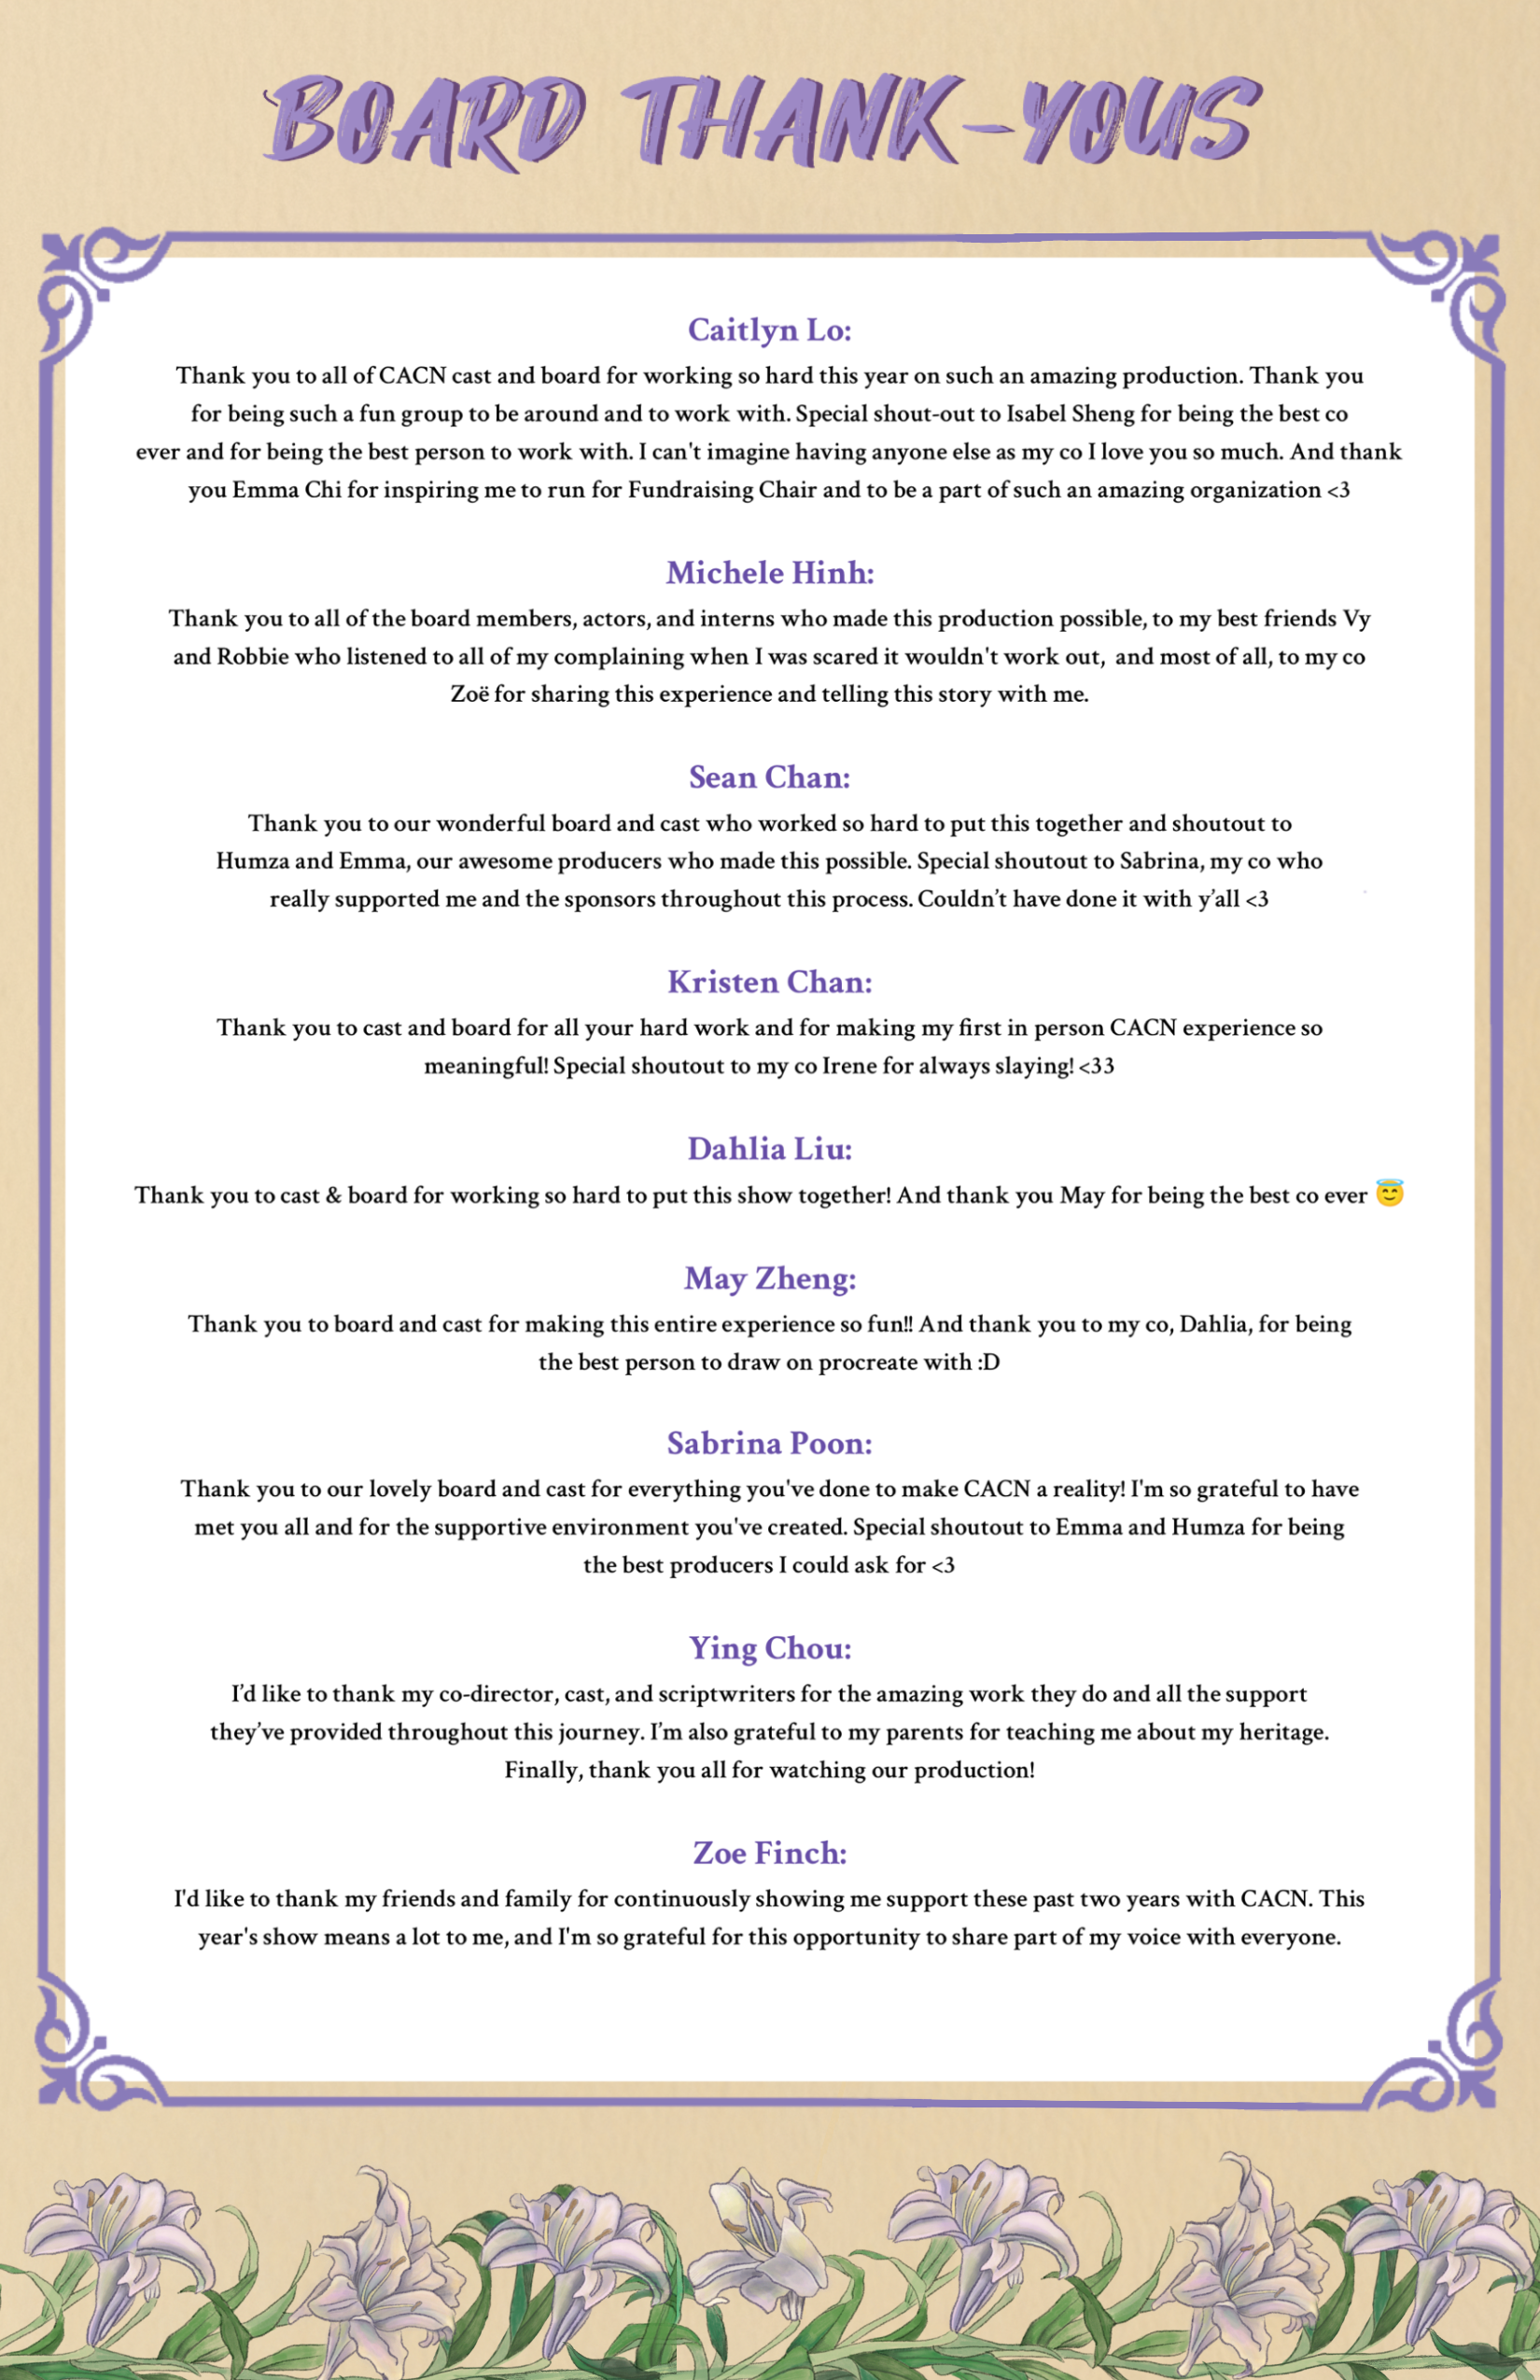 BOARD THANK-YOUS
Caitlyn Lo:
Thank you to all of CACN cast and board for working so hard this year on such an amazing production. Thank you
for being such a fun group to be around and to work with. Special shout-out to Isabel Sheng for being the best co
ever and for being the best person to work with. I can't imagine having anyone else as my co I love you so much. And thank
you Emma Chi for inspiring me to run for Fundraising Chair and to be a part of such an amazing organization <3
Michele Hinh:
Thank you to all of the board members, actors, and interns who made this production possible, to my best friends Vy
and Robbie who listened to all of my complaining when I was scared it wouldn't work out,  and most of all, to my co
Zoë for sharing this experience and telling this story with me.
Sean Chan:
Thank you to our wonderful board and cast who worked so hard to put this together and shoutout to
Humza and Emma, our awesome producers who made this possible. Special shoutout to Sabrina, my co who
really supported me and the sponsors throughout this process. Couldn’t have done it with y’all <3
Kristen Chan:
Thank you to cast and board for all your hard work and for making my first in person CACN experience so
meaningful! Special shoutout to my co Irene for always slaying! <33
Dahlia Liu:
Thank you to cast & board for working so hard to put this show together! And thank you May for being the best co ever 😇
May Zheng:
Thank you to board and cast for making this entire experience so fun!! And thank you to my co, Dahlia, for being
the best person to draw on procreate with :D
Sabrina Poon:
Thank you to our lovely board and cast for everything you've done to make CACN a reality! I'm so grateful to have
met you all and for the supportive environment you've created. Special shoutout to Emma and Humza for being
the best producers I could ask for <3
Ying Chou:
I’d like to thank my co-director, cast, and scriptwriters for the amazing work they do and all the support
they’ve provided throughout this journey. I’m also grateful to my parents for teaching me about my heritage.
Finally, thank you all for watching our production!
Zoe Finch:
I'd like to thank my friends and family for continuously showing me support these past two years with CACN. This
year's show means a lot to me, and I'm so grateful for this opportunity to share part of my voice with everyone.